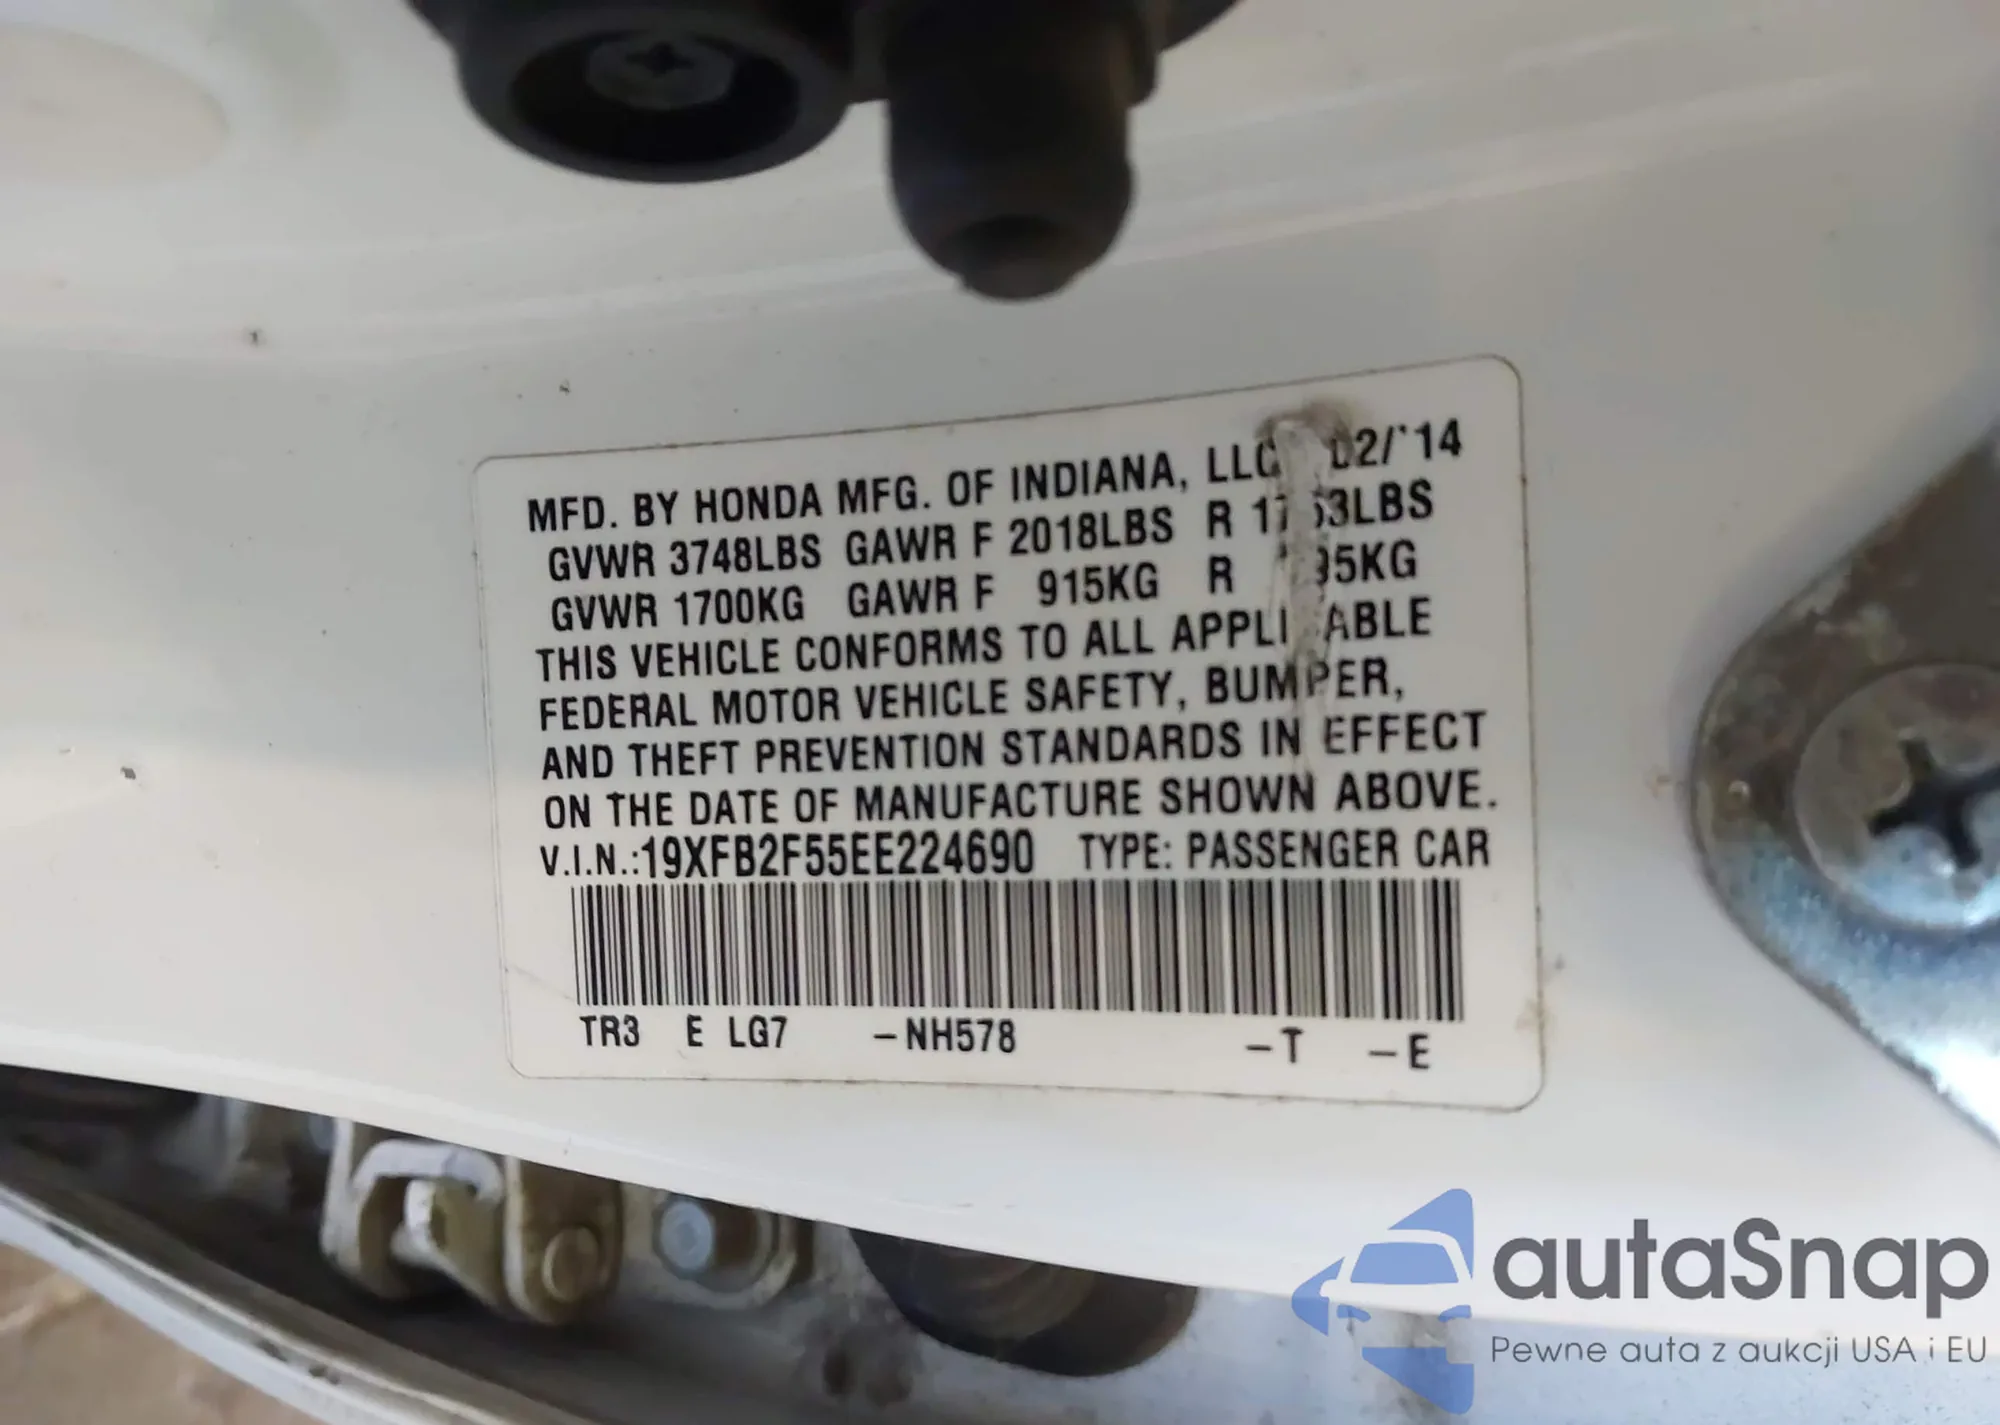 MFD. BY HONDA MFG. OF INDIANA, LLC 02/'14
GVWR 3748LBS GAWR F 2018LBS R
GVWR 1700KG GAWR F 915KG R
THIS VEHICLE CONFORMS TO ALL APPLICABLE
FEDERAL MOTOR VEHICLE SAFETY, BUMPER,
AND THEFT PREVENTION STANDARDS IN EFFECT
ON THE DATE OF MANUFACTURE SHOWN ABOVE.
V.I.N.:19XFB2F55EE224690 TYPE: PASSENGER CAR
TR3 E LG7 –NH578 –T –E
autaSnap
Pewne auta z aukcji USA i EU